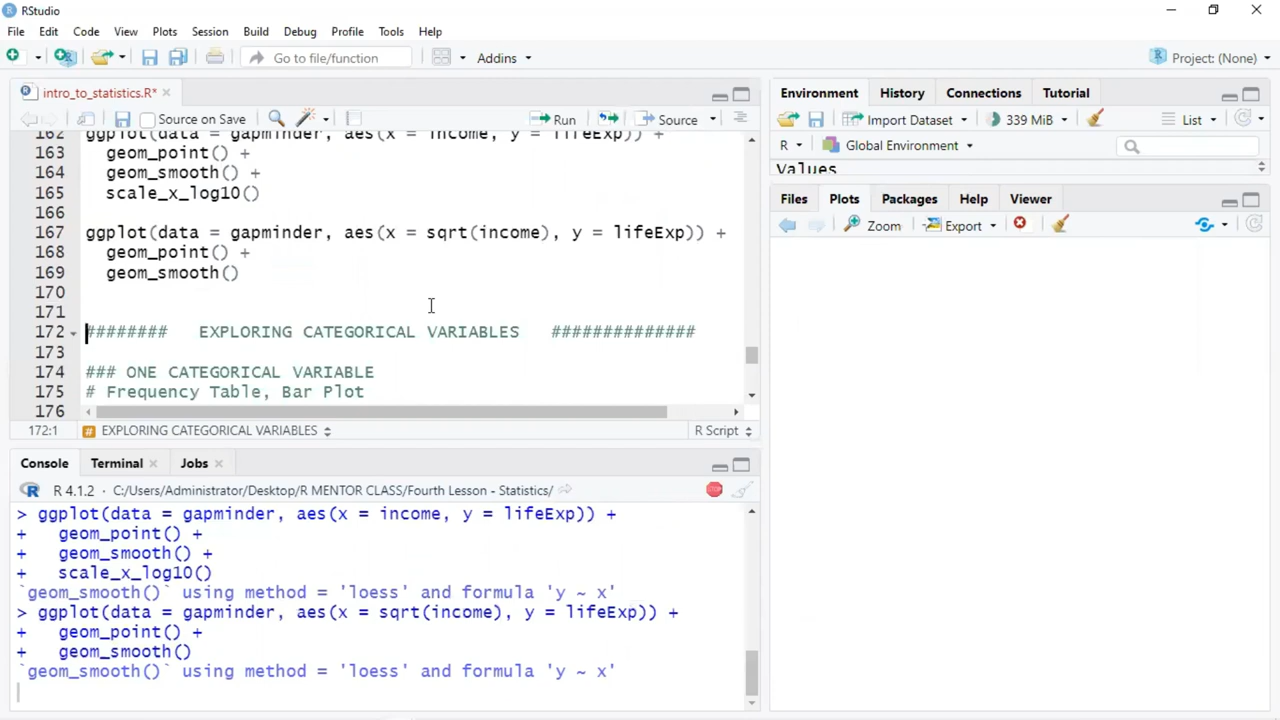 RStudio
File Edit Code View Plots Session Build Debug Profile Tools Help
Go to file/function Addins Project: (None)
intro_to_statistics.R*
Source on Save Run Source
162 ggplot(data = gapminder, aes(x = income, y = lifeExp)) +
163 geom_point() +
164 geom_smooth() +
165 scale_x_log10()
166
167 ggplot(data = gapminder, aes(x = sqrt(income), y = lifeExp)) +
168 geom_point() +
169 geom_smooth()
170
171
172 ######## EXPLORING CATEGORICAL VARIABLES ##############
173
174 ### ONE CATEGORICAL VARIABLE
175 # Frequency Table, Bar Plot
176
172:1 # EXPLORING CATEGORICAL VARIABLES R Script
Console Terminal Jobs
R 4.1.2 · C:/Users/Administrator/Desktop/R MENTOR CLASS/Fourth Lesson - Statistics/
> ggplot(data = gapminder, aes(x = income, y = lifeExp)) +
+ geom_point() +
+ geom_smooth() +
+ scale_x_log10()
`geom_smooth()` using method = 'loess' and formula 'y ~ x'
> ggplot(data = gapminder, aes(x = sqrt(income), y = lifeExp)) +
+ geom_point() +
+ geom_smooth()
`geom_smooth()` using method = 'loess' and formula 'y ~ x'
Environment History Connections Tutorial
Import Dataset 339 MiB List
R Global Environment
Values
Files Plots Packages Help Viewer
Zoom Export